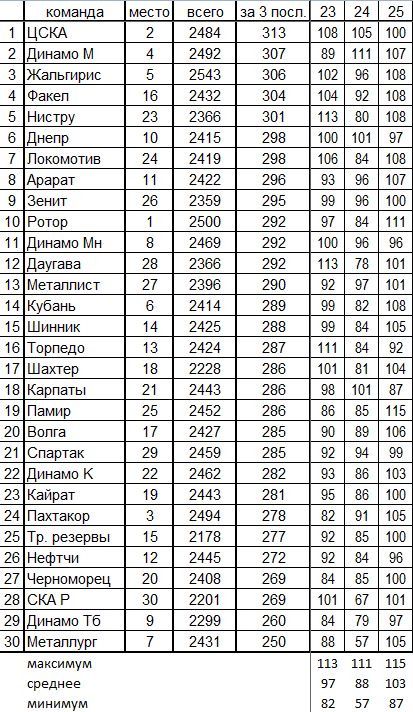 команда место всего за 3 посл. 23 24 25
1 ЦСКА 2 2484 313 108 105 100
2 Динамо М 4 2492 307 89 111 107
3 Жальгирис 5 2543 306 102 96 108
4 Факел 16 2432 304 104 92 108
5 Нистру 23 2366 301 113 80 108
6 Днепр 10 2415 298 100 101 97
7 Локомотив 24 2419 298 106 84 108
8 Арарат 11 2422 296 93 96 107
9 Зенит 26 2359 295 99 96 100
10 Ротор 1 2500 292 97 84 111
11 Динамо Мн 8 2469 292 100 96 96
12 Даугава 28 2366 292 113 78 101
13 Металлист 27 2396 290 92 97 101
14 Кубань 6 2414 289 99 82 108
15 Шинник 14 2425 288 99 84 105
16 Торпедо 13 2424 287 111 84 92
17 Шахтер 18 2228 286 101 81 104
18 Карпаты 21 2443 286 98 101 87
19 Памир 25 2452 286 86 85 115
20 Волга 17 2427 285 90 89 106
21 Спартак 29 2459 285 92 94 99
22 Динамо К 22 2462 282 93 86 103
23 Кайрат 19 2443 281 95 86 100
24 Пахтакор 3 2494 278 82 91 105
25 Тр. резервы 15 2178 277 92 85 100
26 Нефтчи 12 2445 272 92 84 96
27 Черноморец 20 2408 269 84 85 100
28 СКА Р 30 2201 269 101 67 101
29 Динамо Тб 9 2299 260 84 79 97
30 Металлург 7 2431 250 88 57 105
максимум 113 111 115
среднее 97 88 103
минимум 82 57 87